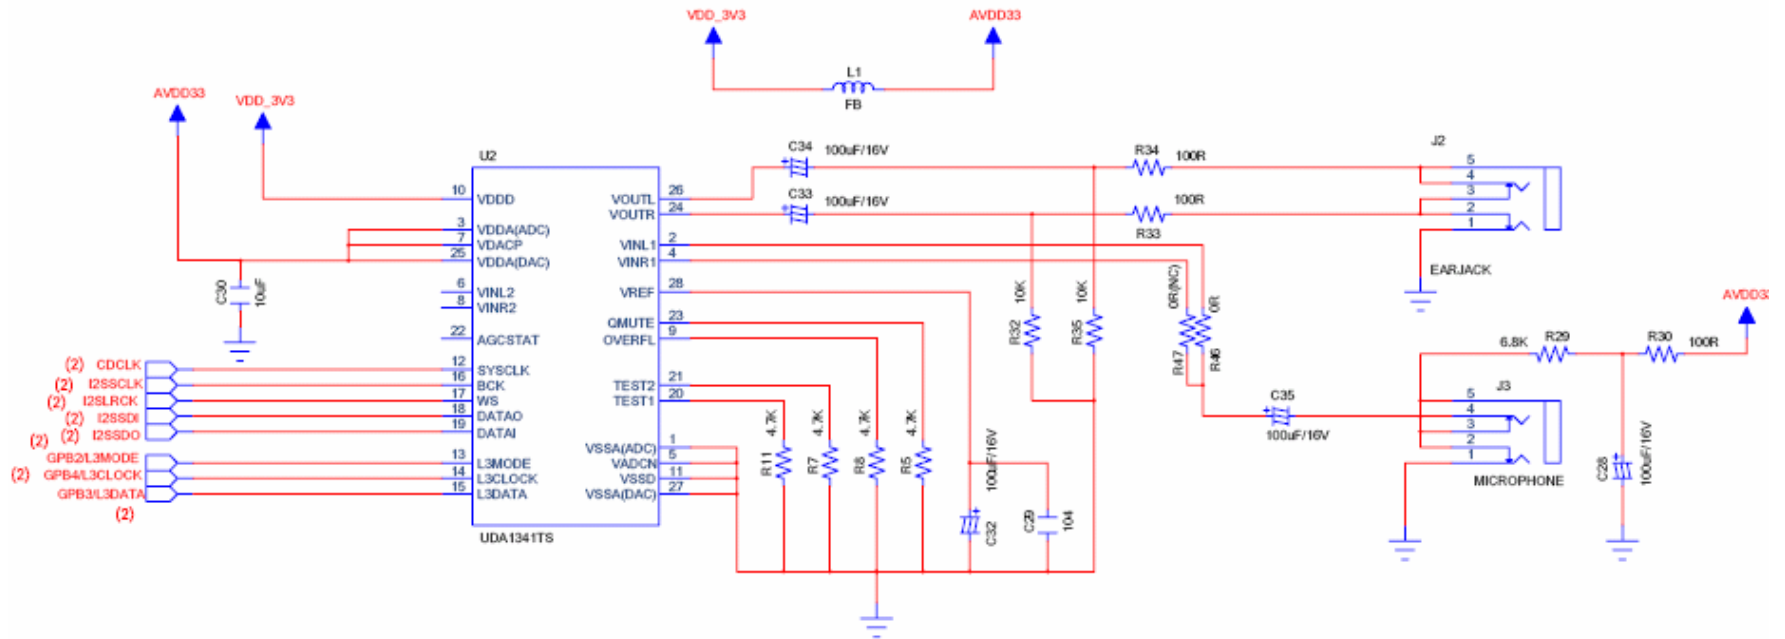 VDD_3V3
AVDD33
L1
FB
AVDD33
VDD_3V3
U2
10 VDDD
3 VDDA(ADC)
7 VDACP
25 VDDA(DAC)
6 VINL2
8 VINR2
22 AGCSTAT
12 SYSCLK
16 BCK
17 WS
18 DATAO
19 DATAI
13 L3MODE
14 L3CLOCK
15 L3DATA
VOUTL 26
VOUTR 24
VINL1 2
VINR1 4
VREF 28
QMUTE 23
OVERFL 9
TEST2 21
TEST1 20
VSSA(ADC) 1
VADCN 5
VSSD 11
VSSA(DAC) 27
UDA1341TS
C30
10uF
(2) CDCLK
(2) I2SSCLK
(2) I2SLRCK
(2) I2SSDI
(2) (2) I2SSDO
GPB2/L3MODE
(2) GPB4/L3CLOCK
GPB3/L3DATA
(2)
C34
100uF/16V
C33
100uF/16V
R34
100R
100R
R33
J2
5
4
3
2
1
EARJACK
10K
R32
10K
R35
0R(NC)
R47
0R
R46
4.7K
R11
4.7K
R7
4.7K
R8
4.7K
R5
100uF/16V
C32
C29
104
C35
100uF/16V
AVDD33
6.8K
R29
R30
100R
J3
5
4
3
2
1
MICROPHONE
C28
100uF/16V